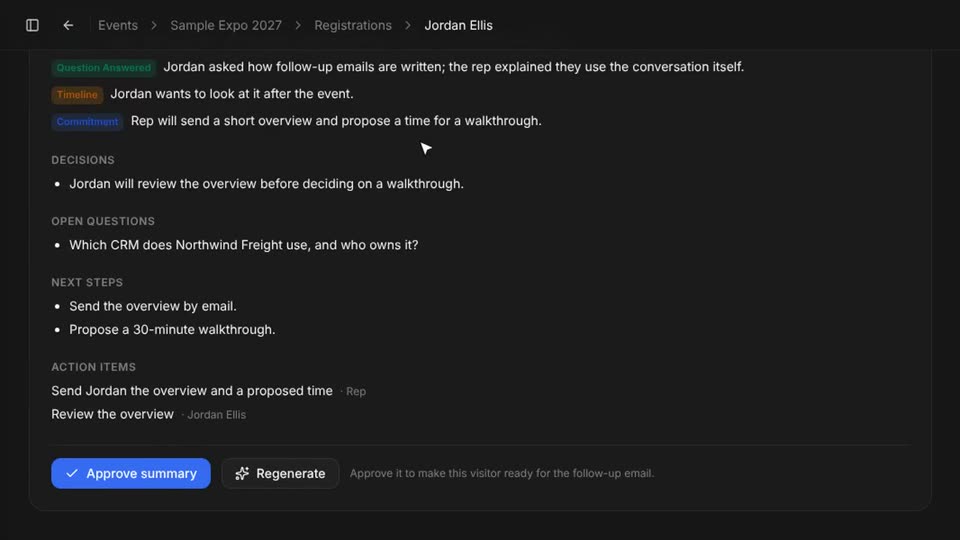 Events > Sample Expo 2027 > Registrations > Jordan Ellis
Question Answered Jordan asked how follow-up emails are written; the rep explained they use the conversation itself.
Timeline Jordan wants to look at it after the event.
Commitment Rep will send a short overview and propose a time for a walkthrough.
DECISIONS
• Jordan will review the overview before deciding on a walkthrough.
OPEN QUESTIONS
• Which CRM does Northwind Freight use, and who owns it?
NEXT STEPS
• Send the overview by email.
• Propose a 30-minute walkthrough.
ACTION ITEMS
Send Jordan the overview and a proposed time · Rep
Review the overview · Jordan Ellis
Approve summary Regenerate Approve it to make this visitor ready for the follow-up email.